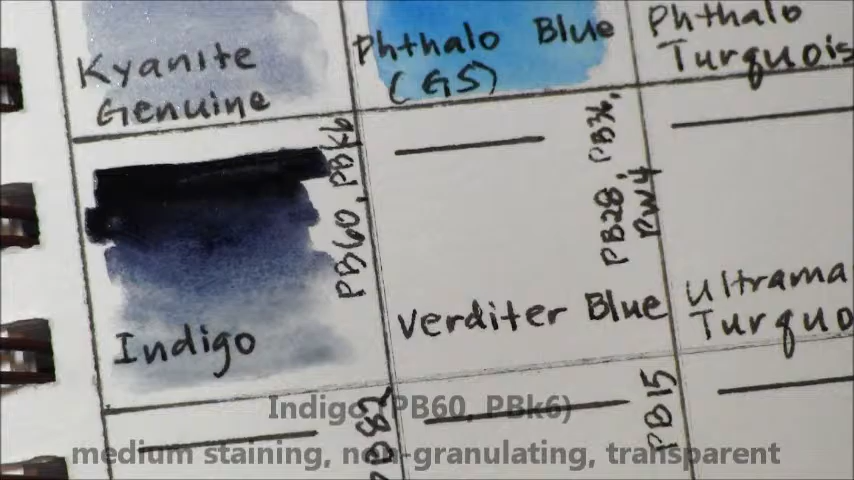 Kyanite
Genuine
Phthalo Blue
(GS)
Phthalo
Turquois
PB60, PBk6
Indigo
PB28, PB36,
PW4
Verditer Blue
Ultrama
Turquo
PB82
PB15
Indigo (PB60, PBk6)
medium staining, non-granulating, transparent